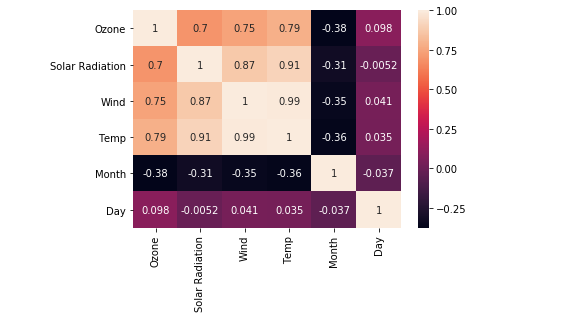 Ozone 1 0.7 0.75 0.79 -0.38 0.098
Solar Radiation 0.7 1 0.87 0.91 -0.31 -0.0052
Wind 0.75 0.87 1 0.99 -0.35 0.041
Temp 0.79 0.91 0.99 1 -0.36 0.035
Month -0.38 -0.31 -0.35 -0.36 1 -0.037
Day 0.098 -0.0052 0.041 0.035 -0.037 1
Ozone
Solar Radiation
Wind
Temp
Month
Day
1.00
0.75
0.50
0.25
0.00
−0.25